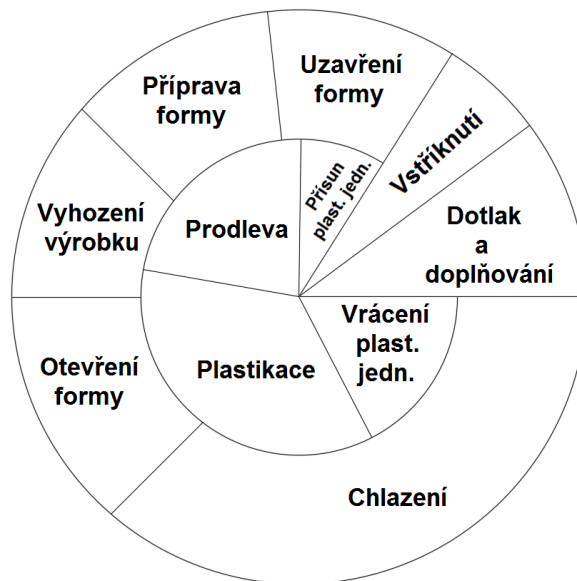 Příprava
formy
Uzavření
formy
Vstříknutí
Přísun
plast. jedn.
Vyhození
výrobku
Prodleva
Dotlak
a
doplňování
Vrácení
plast.
jedn.
Otevření
formy
Plastikace
Chlazení